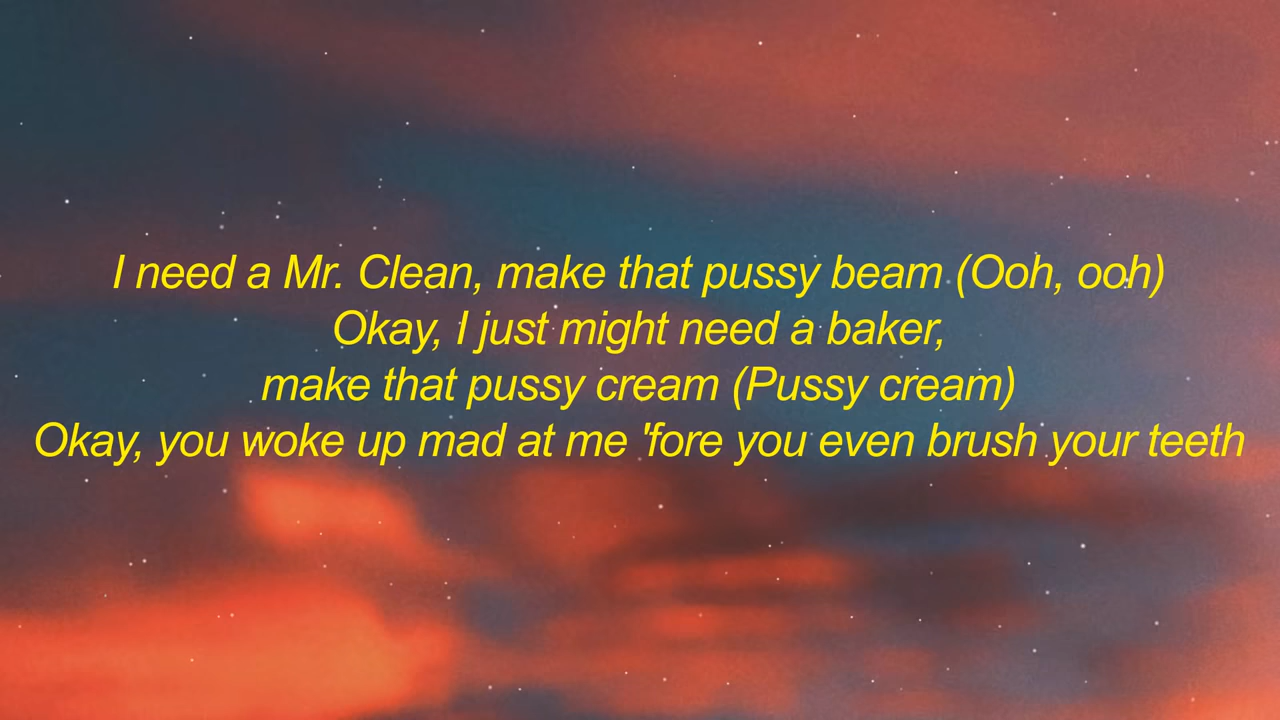 I need a Mr. Clean, make that pussy beam (Ooh, ooh)
Okay, I just might need a baker,
make that pussy cream (Pussy cream)
Okay, you woke up mad at me 'fore you even brush your teeth